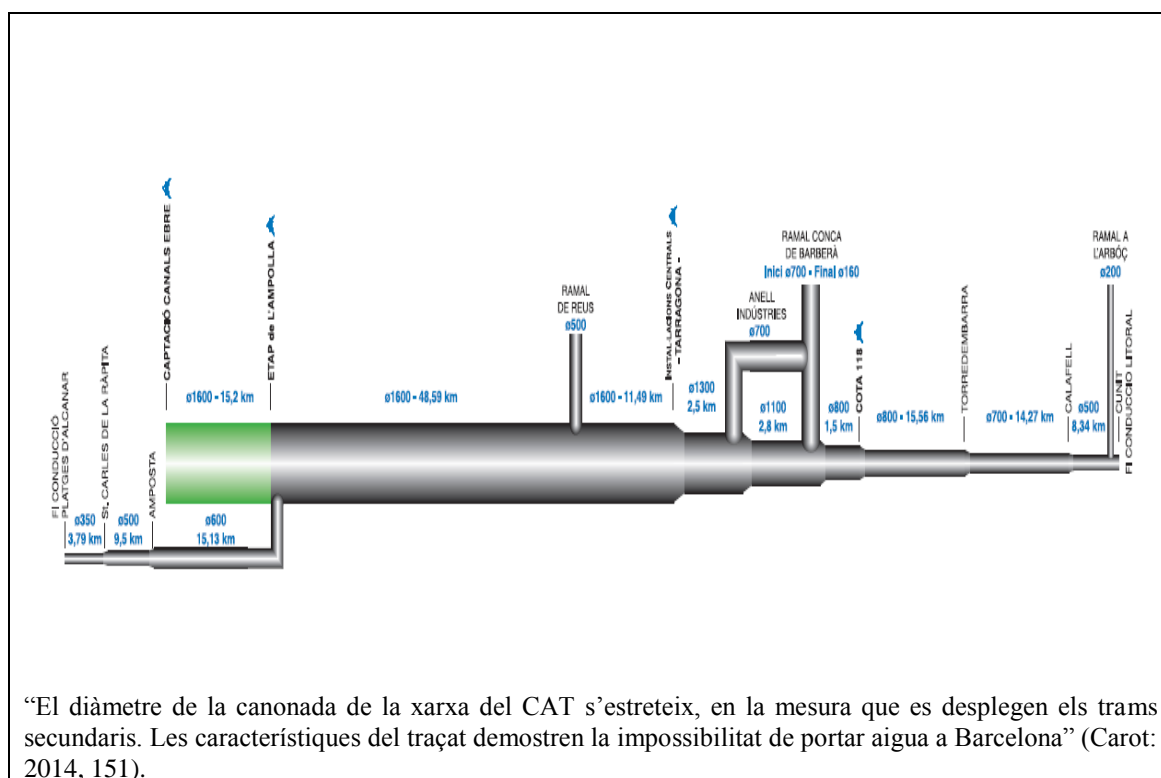 CAPTACIÓ CANALS EBRE
ETAP de L'AMPOLLA
INSTAL·LACIONS CENTRALS
- TARRAGONA -
RAMAL CONCA
DE BARBERÀ
Inici ø700 - Final ø160
RAMAL A
L'ARBÓÇ
ø200
RAMAL
DE REUS
ø500
ANELL
INDÚSTRIES
ø700
COTA 118
TORREDEMBARRA
CALAFELL
CUNIT
FI CONDUCCIO LITORAL
FI CONDUCCIÓ
PLATGES D'ALCANAR
St. CARLES DE LA RÀPITA
AMPOSTA
ø1600 - 15,2 km
ø1600 - 48,59 km
ø1600 - 11,49 km
ø1300
2,5 km
ø1100
2,8 km
ø800
1,5 km
ø800 - 15,56 km
ø700 - 14,27 km
ø500
8,34 km
ø350
3,79 km
ø500
9,5 km
ø600
15,13 km
“El diàmetre de la canonada de la xarxa del CAT s’estreteix, en la mesura que es despleguen els trams
secundaris. Les característiques del traçat demostren la impossibilitat de portar aigua a Barcelona” (Carot:
2014, 151).